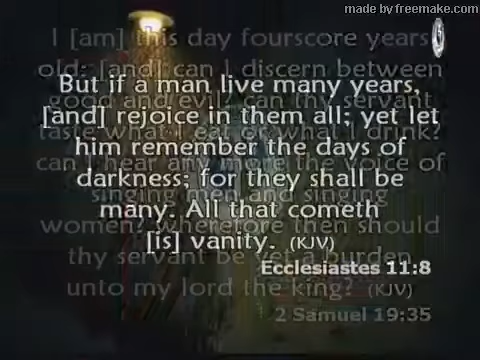 made by freemake.com
I [am] this day fourscore years
old: [and] can I discern between
good and evil? can thy servant
taste what I eat or what I drink?
can I hear any more the voice of
singing men and singing
women? wherefore then should
thy servant be yet a burden
unto my lord the king? (KJV)
2 Samuel 19:35
But if a man live many years,
[and] rejoice in them all; yet let
him remember the days of
darkness; for they shall be
many. All that cometh
[is] vanity. (KJV)
Ecclesiastes 11:8